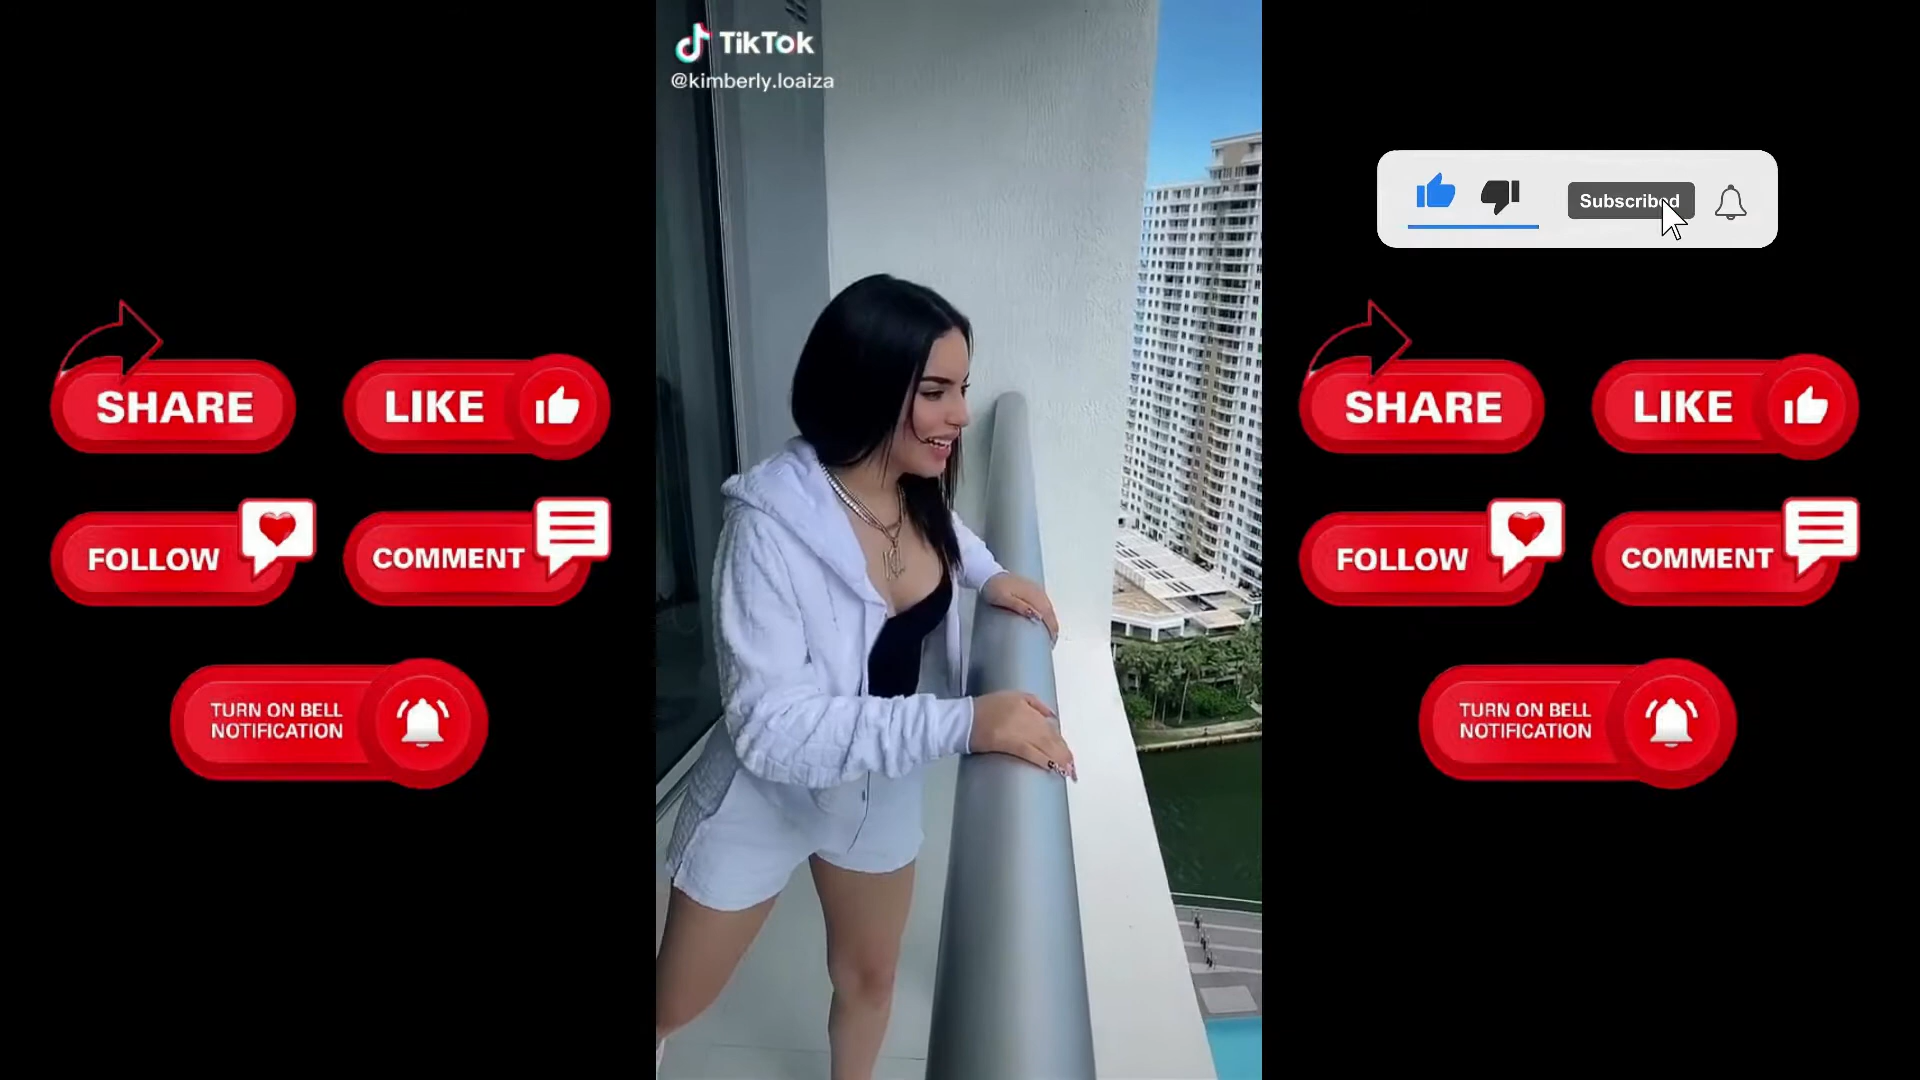 TikTok
@kimberly.loaiza
Subscribed
SHARE
LIKE
FOLLOW
COMMENT
TURN ON BELL
NOTIFICATION
SHARE
LIKE
FOLLOW
COMMENT
TURN ON BELL
NOTIFICATION